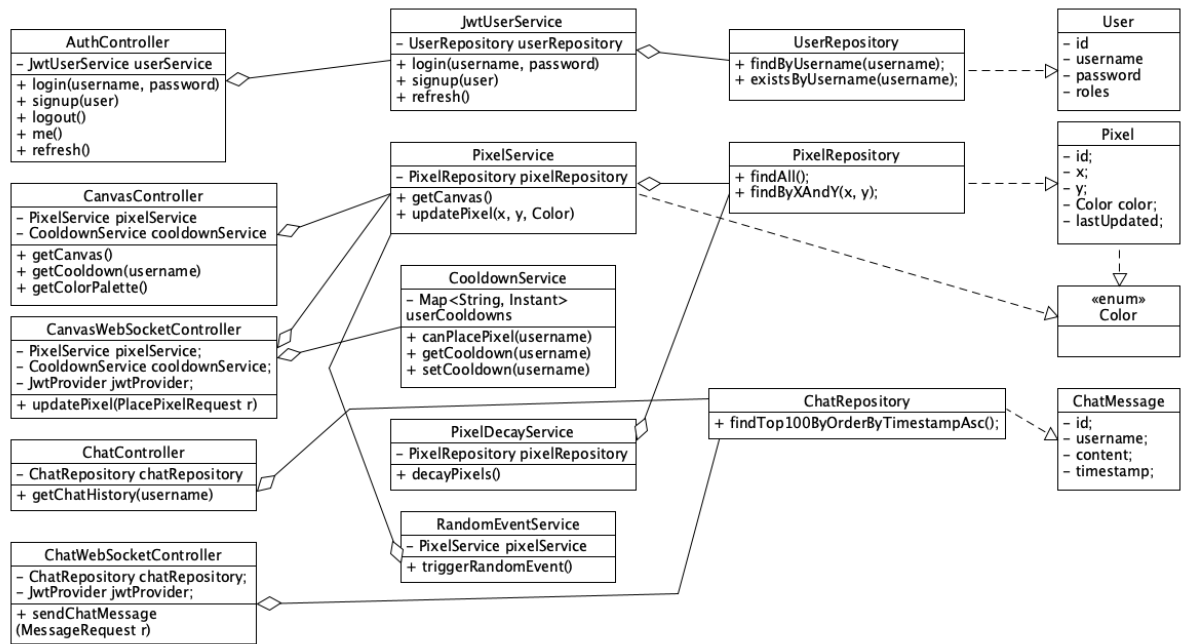 AuthController
– JwtUserService userService
+ login(username, password)
+ signup(user)
+ logout()
+ me()
+ refresh()
JwtUserService
– UserRepository userRepository
+ login(username, password)
+ signup(user)
+ refresh()
UserRepository
+ findByUsername(username);
+ existsByUsername(username);
User
– id
– username
– password
– roles
CanvasController
– PixelService pixelService
– CooldownService cooldownService
+ getCanvas()
+ getCooldown(username)
+ getColorPalette()
PixelService
– PixelRepository pixelRepository
+ getCanvas()
+ updatePixel(x, y, Color)
PixelRepository
+ findAll();
+ findByXAndY(x, y);
Pixel
– id;
– x;
– y;
– Color color;
– lastUpdated;
CanvasWebSocketController
– PixelService pixelService;
– CooldownService cooldownService;
– JwtProvider jwtProvider;
+ updatePixel(PlacePixelRequest r)
CooldownService
– Map<String, Instant>
userCooldowns
+ canPlacePixel(username)
+ getCooldown(username)
+ setCooldown(username)
«enum»
Color
ChatController
– ChatRepository chatRepository
+ getChatHistory(username)
PixelDecayService
– PixelRepository pixelRepository
+ decayPixels()
ChatRepository
+ findTop100ByOrderByTimestampAsc();
ChatMessage
– id;
– username;
– content;
– timestamp;
ChatWebSocketController
– ChatRepository chatRepository;
– JwtProvider jwtProvider;
+ sendChatMessage
(MessageRequest r)
RandomEventService
– PixelService pixelService
+ triggerRandomEvent()